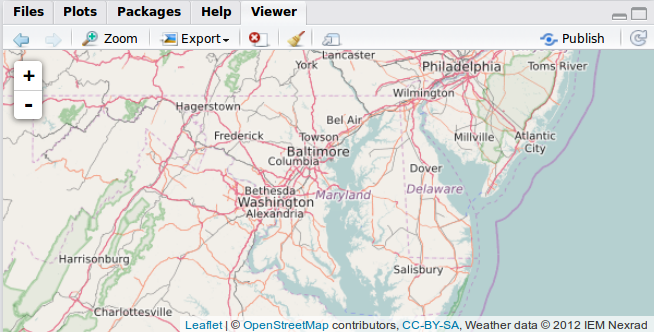 Files Plots Packages Help Viewer
Zoom Export Publish
+
-
Lancaster
York
Philadelphia
Toms River
Wilmington
Hagerstown
Bel Air
Frederick
Towson
Millville
Atlantic
City
Baltimore
Columbia
Dover
Bethesda
Maryland
Delaware
Washington
Alexandria
Harrisonburg
Salisbury
Charlottesville
Leaflet | © OpenStreetMap contributors, CC-BY-SA, Weather data © 2012 IEM Nexrad